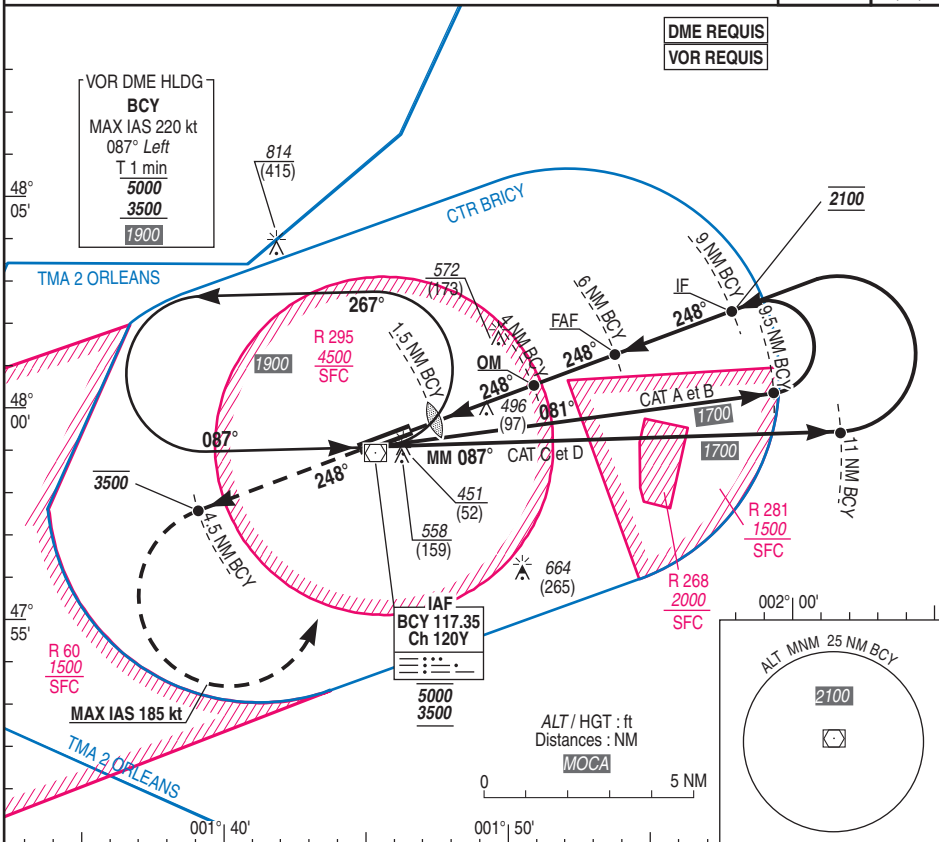 DME REQUIS
VOR REQUIS
VOR DME HLDG
BCY
MAX IAS 220 kt
087° Left
T 1 min
5000
3500
1900
814
(415)
48°
05'
CTR BRICY
2100
TMA 2 ORLEANS
572
(173)
9 NM BCY
IF
6 NM BCY
FAF
248°
267°
1.5 NM BCY
4 NM BCY
248°
9.5 NM BCY
R 295
4500
SFC
1900
OM
248°
496
(97)
081°
CAT A et B
1700
48°
00'
087°
MM 087°
CAT C et D
1700
11 NM BCY
248°
3500
4.5 NM BCY
451
(52)
558
(159)
R 281
1500
SFC
664
(265)
R 268
2000
SFC
47°
55'
IAF
BCY 117.35
Ch 120Y
5000
3500
R 60
1500
SFC
MAX IAS 185 kt
TMA 2 ORLEANS
002° 00'
ALT MNM 25 NM BCY
2100
ALT / HGT : ft
Distances : NM
MOCA
0
5 NM
001° 40'
001° 50'